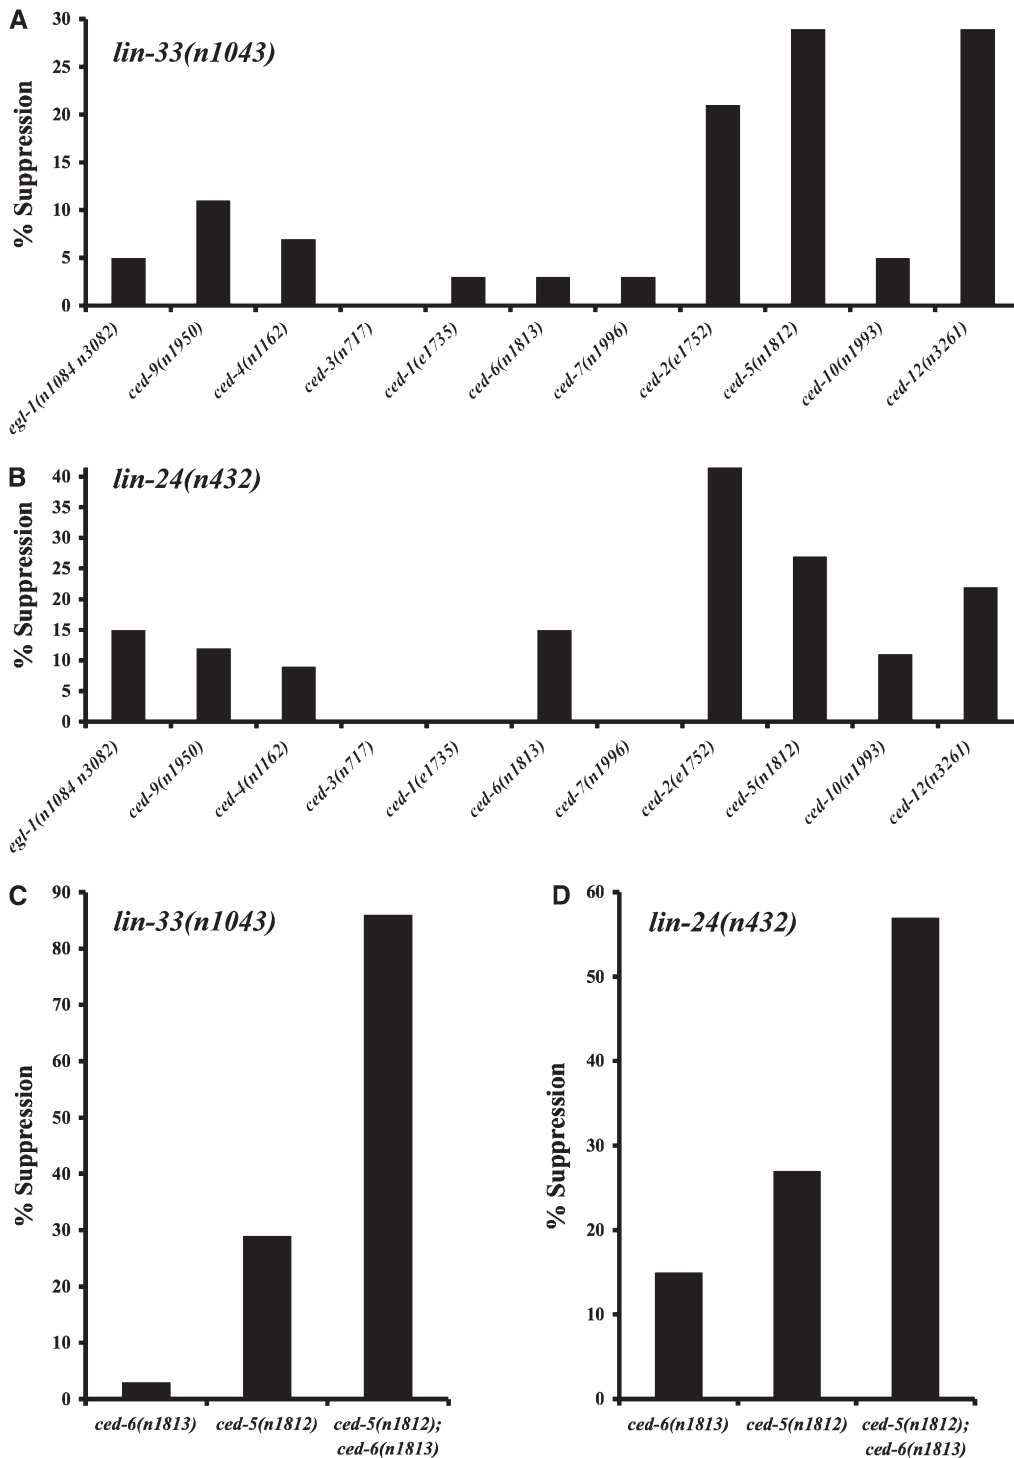 A
lin-33(n1043)
% Suppression
30
25
20
15
10
5
0
egl-1(n1084 n3082)
ced-9(n1950)
ced-4(n1162)
ced-3(n717)
ced-1(e1735)
ced-6(n1813)
ced-7(n1996)
ced-2(e1752)
ced-5(n1812)
ced-10(n1993)
ced-12(n3261)
B
lin-24(n432)
% Suppression
40
35
30
25
20
15
10
5
0
egl-1(n1084 n3082)
ced-9(n1950)
ced-4(n1162)
ced-3(n717)
ced-1(e1735)
ced-6(n1813)
ced-7(n1996)
ced-2(e1752)
ced-5(n1812)
ced-10(n1993)
ced-12(n3261)
C
lin-33(n1043)
% Suppression
90
80
70
60
50
40
30
20
10
0
ced-6(n1813)
ced-5(n1812)
ced-5(n1812);
ced-6(n1813)
D
lin-24(n432)
% Suppression
60
50
40
30
20
10
0
ced-6(n1813)
ced-5(n1812)
ced-5(n1812);
ced-6(n1813)